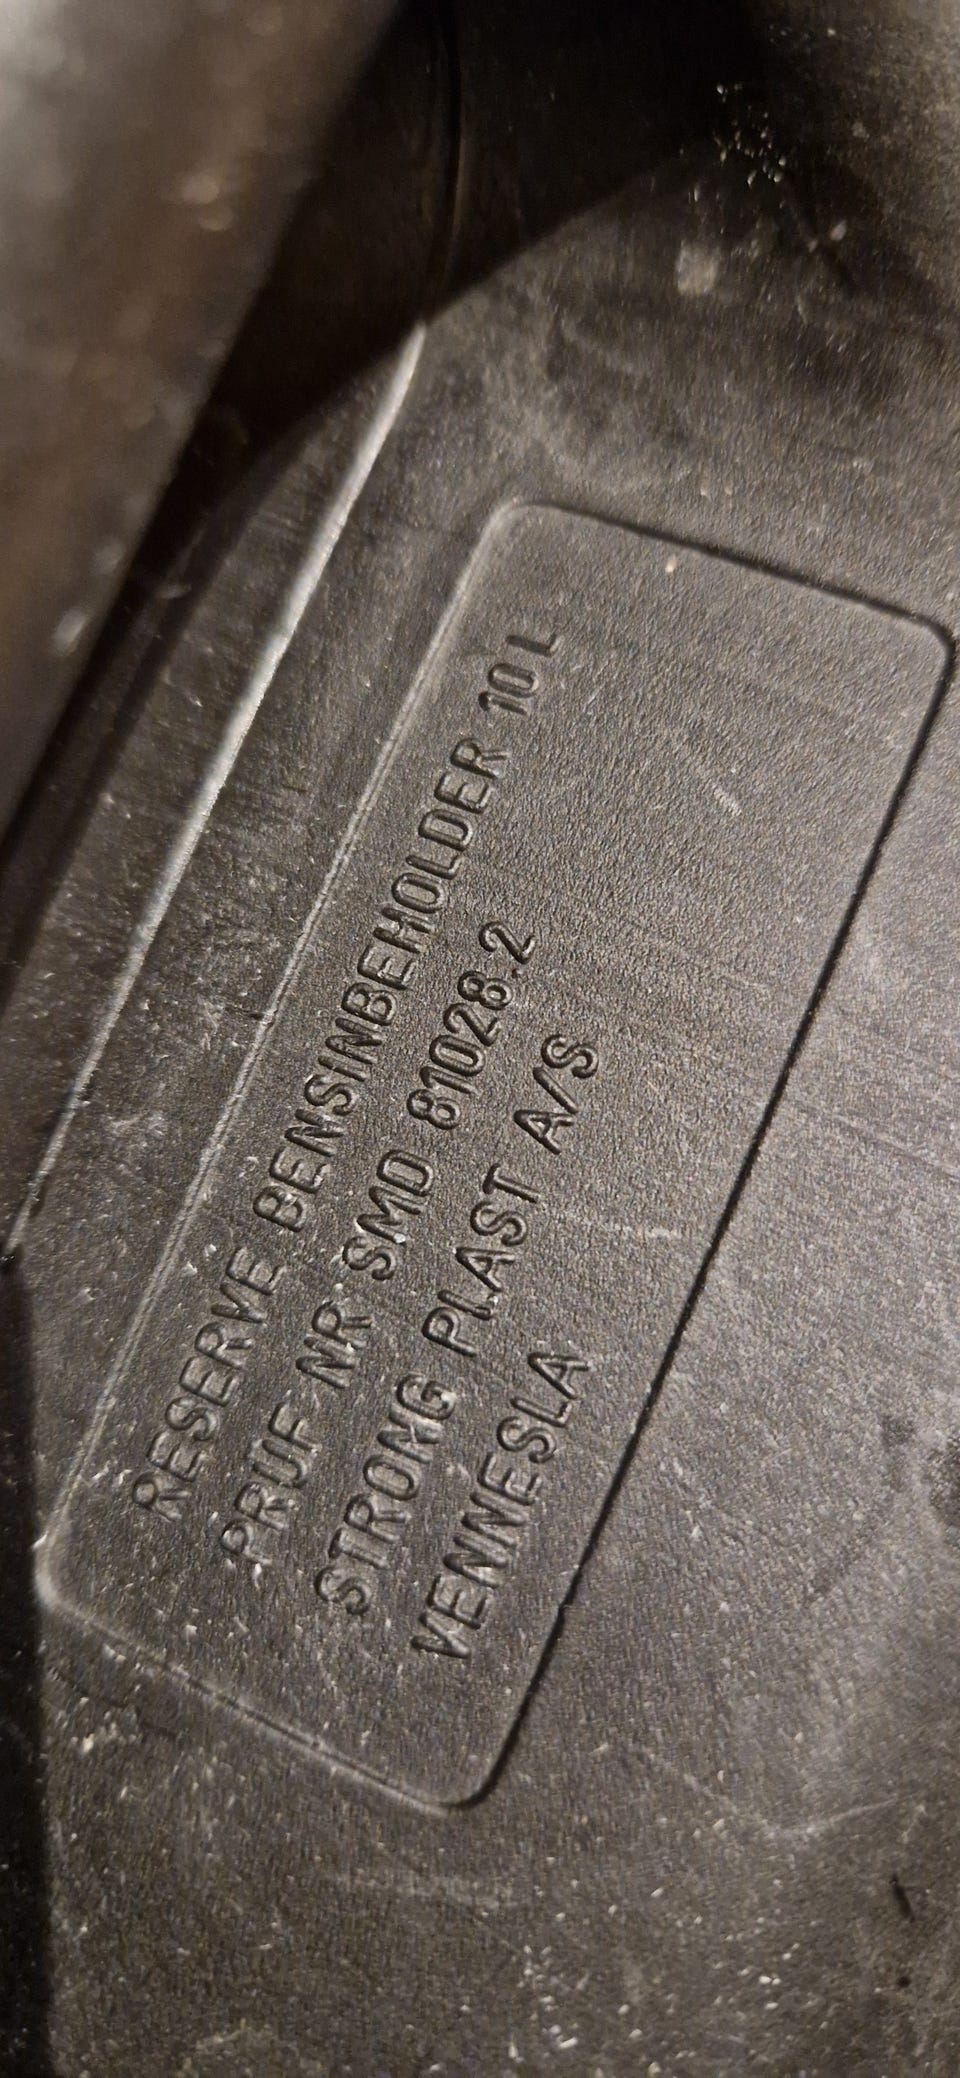 RESERVE BENSINBEHOLDER 10 L
PRUF NR SMD 81028.2
STRONG PLAST A/S
VENNESLA